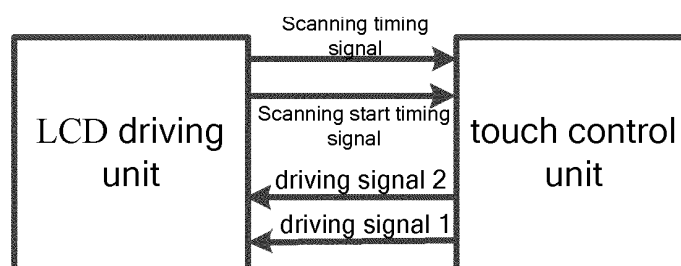 Scanning timing
signal
LCD driving
unit
Scanning start timing
signal
touch control
unit
driving signal 2
driving signal 1